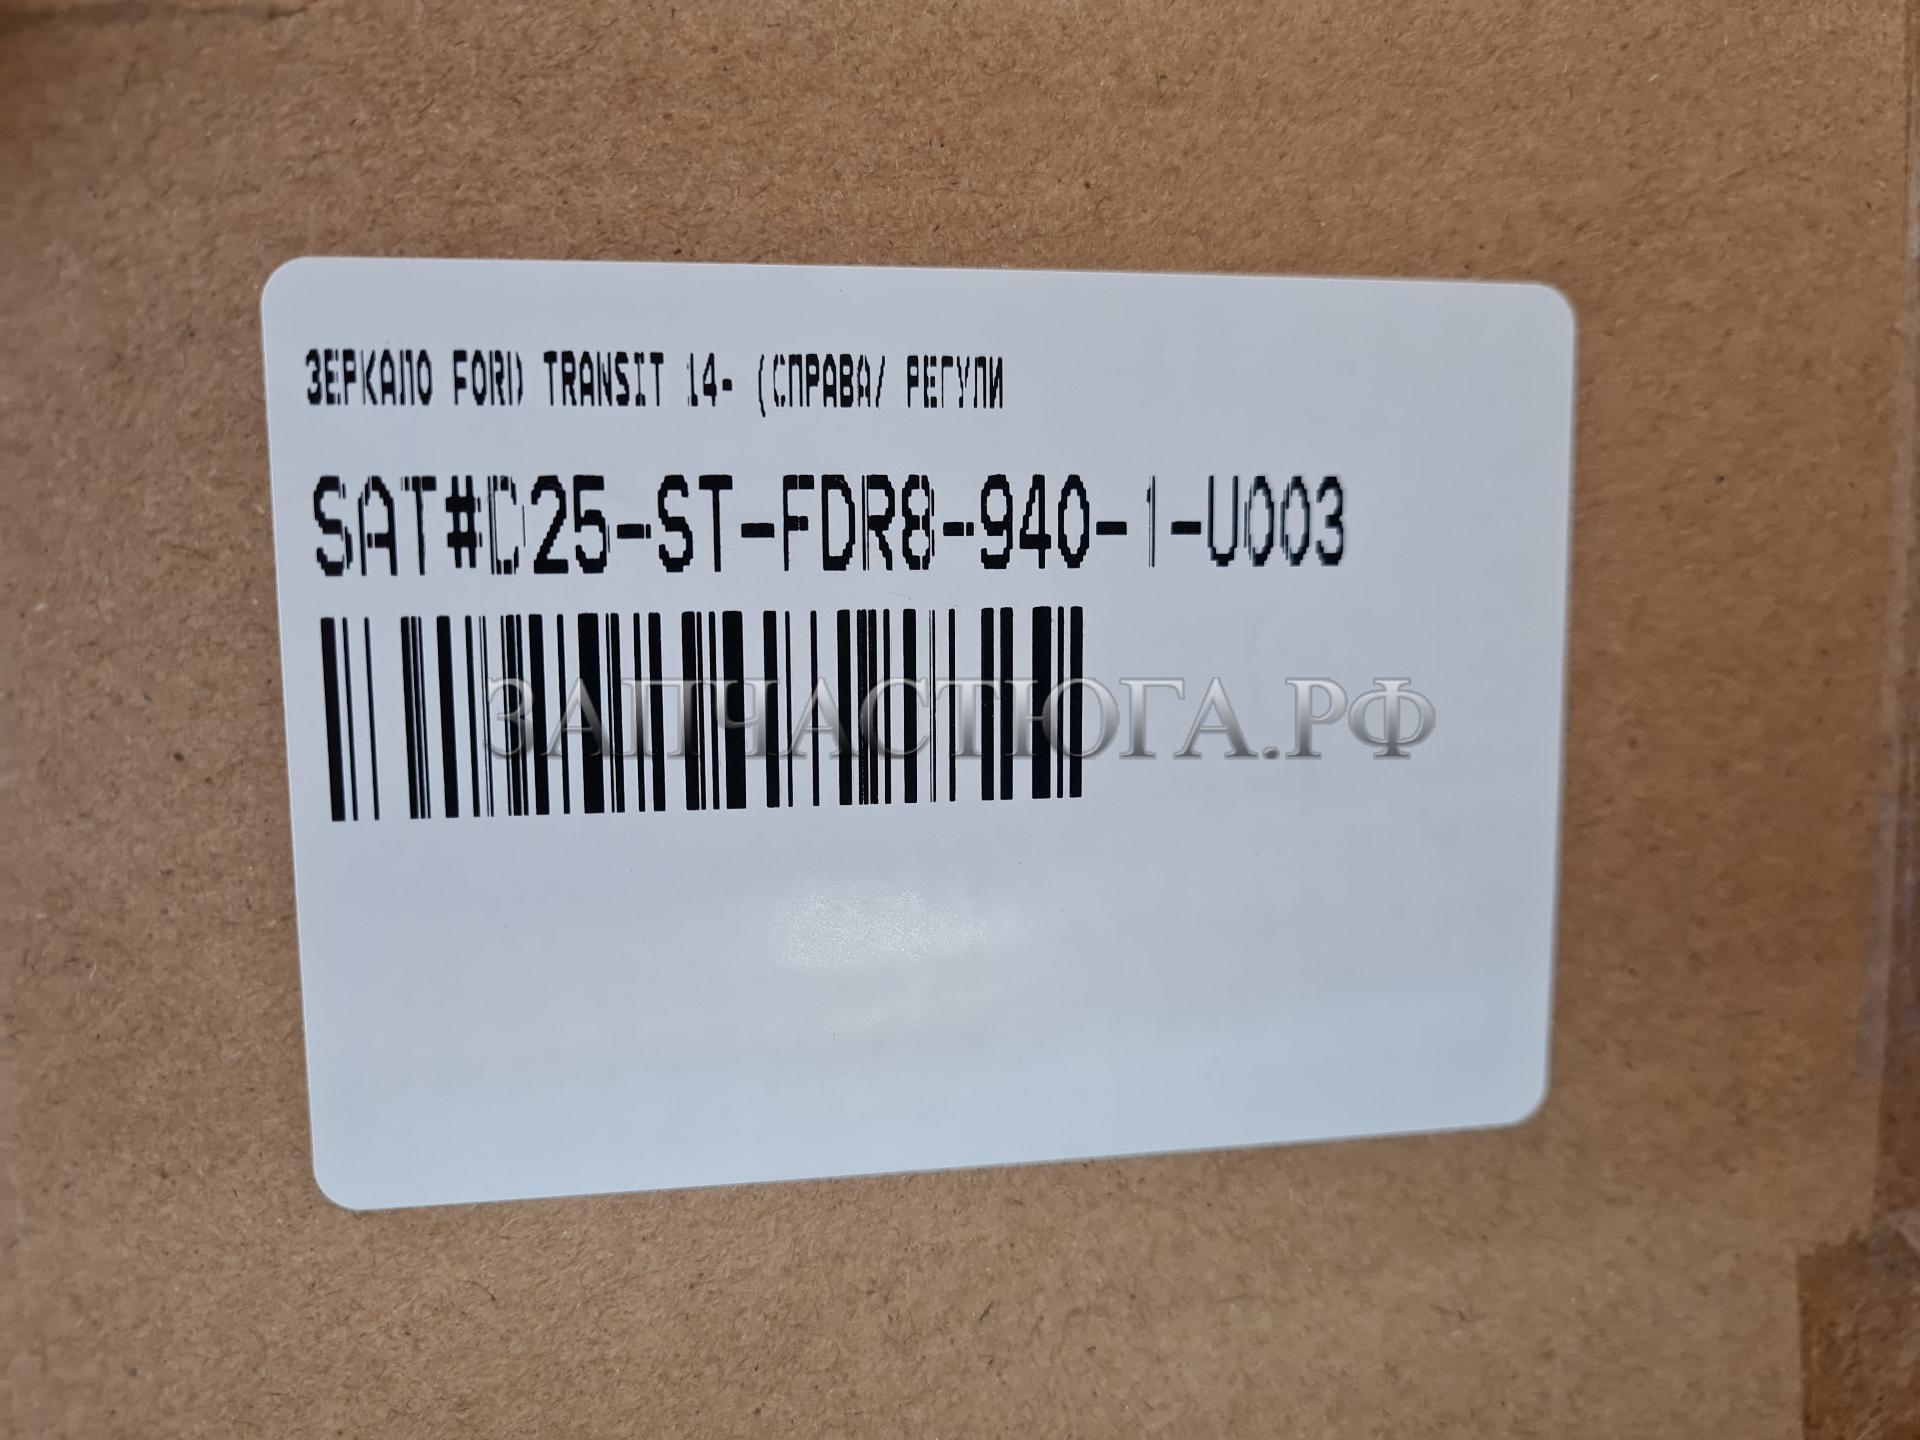 ЗЕРКАЛО FORD TRANSIT 14- (СПРАВА/ РЕГУЛИ
SAT#D25-ST-FDR8-940-1-U003
ЗАПЧАСТЮГА.РФ